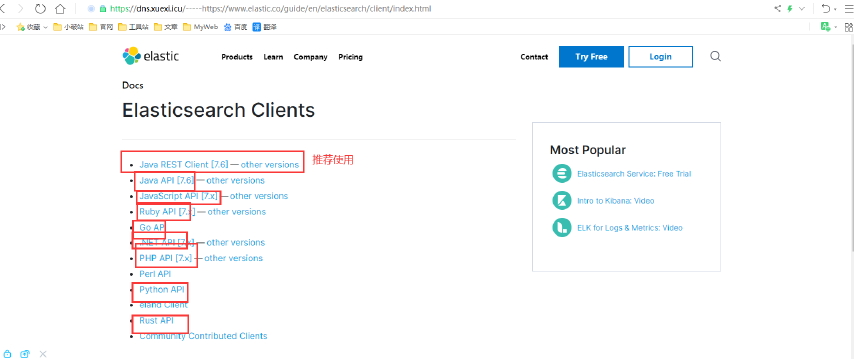 https://dns.xuexi.icu/-----https://www.elastic.co/guide/en/elasticsearch/client/index.html
收藏 小破站 官网 工具站 文章 MyWeb 百度 翻译
elastic Products Learn Company Pricing Contact Try Free Login
Docs
Elasticsearch Clients
Java REST Client [7.6] — other versions 推荐使用
Java API [7.6] — other versions
JavaScript API [7.x] — other versions
Ruby API [7.x] — other versions
Go API
.NET API [7.x] — other versions
PHP API [7.x] — other versions
Perl API
Python API
eland Client
Rust API
Community Contributed Clients
Most Popular
Elasticsearch Service: Free Trial
Intro to Kibana: Video
ELK for Logs & Metrics: Video